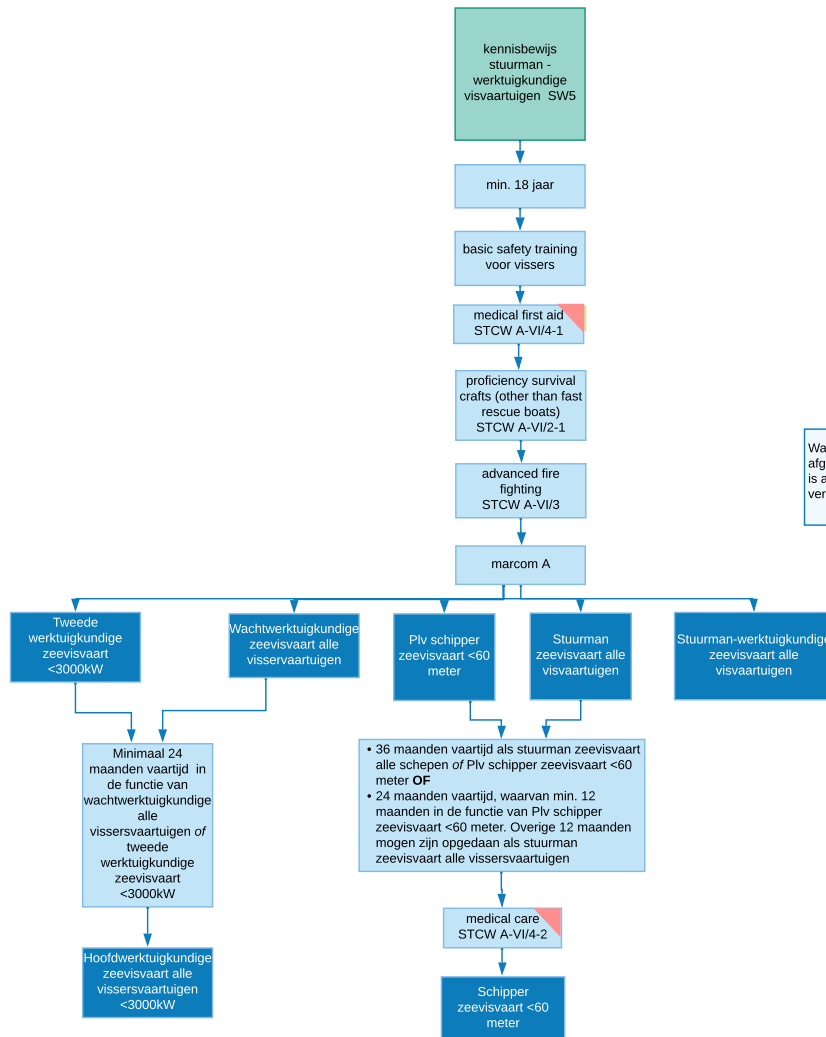 kennisbewijs
stuurman -
werktuigkundige
visvaartuigen SW5
min. 18 jaar
basic safety training
voor vissers
medical first aid
STCW A-VI/4-1
proficiency survival
crafts (other than fast
rescue boats)
STCW A-VI/2-1
advanced fire
fighting
STCW A-VI/3
marcom A
Tweede
werktuigkundige
zeevisvaart
<3000kW
Wachtwerktuigkundige
zeevisvaart alle
visservaartuigen
Plv schipper
zeevisvaart <60
meter
Stuurman
zeevisvaart alle
visvaartuigen
Stuurman-werktuigkundige
zeevisvaart alle
visvaartuigen
Minimaal 24
maanden vaartijd in
de functie van
wachtwerktuigkundige
alle
vissersvaartuigen of
tweede
werktuigkundige
zeevisvaart
<3000kW
• 36 maanden vaartijd als stuurman zeevisvaart
alle schepen of Plv schipper zeevisvaart <60
meter OF
• 24 maanden vaartijd, waarvan min. 12
maanden in de functie van Plv schipper
zeevisvaart <60 meter. Overige 12 maanden
mogen zijn opgedaan als stuurman
zeevisvaart alle vissersvaartuigen
medical care
STCW A-VI/4-2
Hoofdwerktuigkundige
zeevisvaart alle
vissersvaartuigen
<3000kW
Schipper
zeevisvaart <60
meter